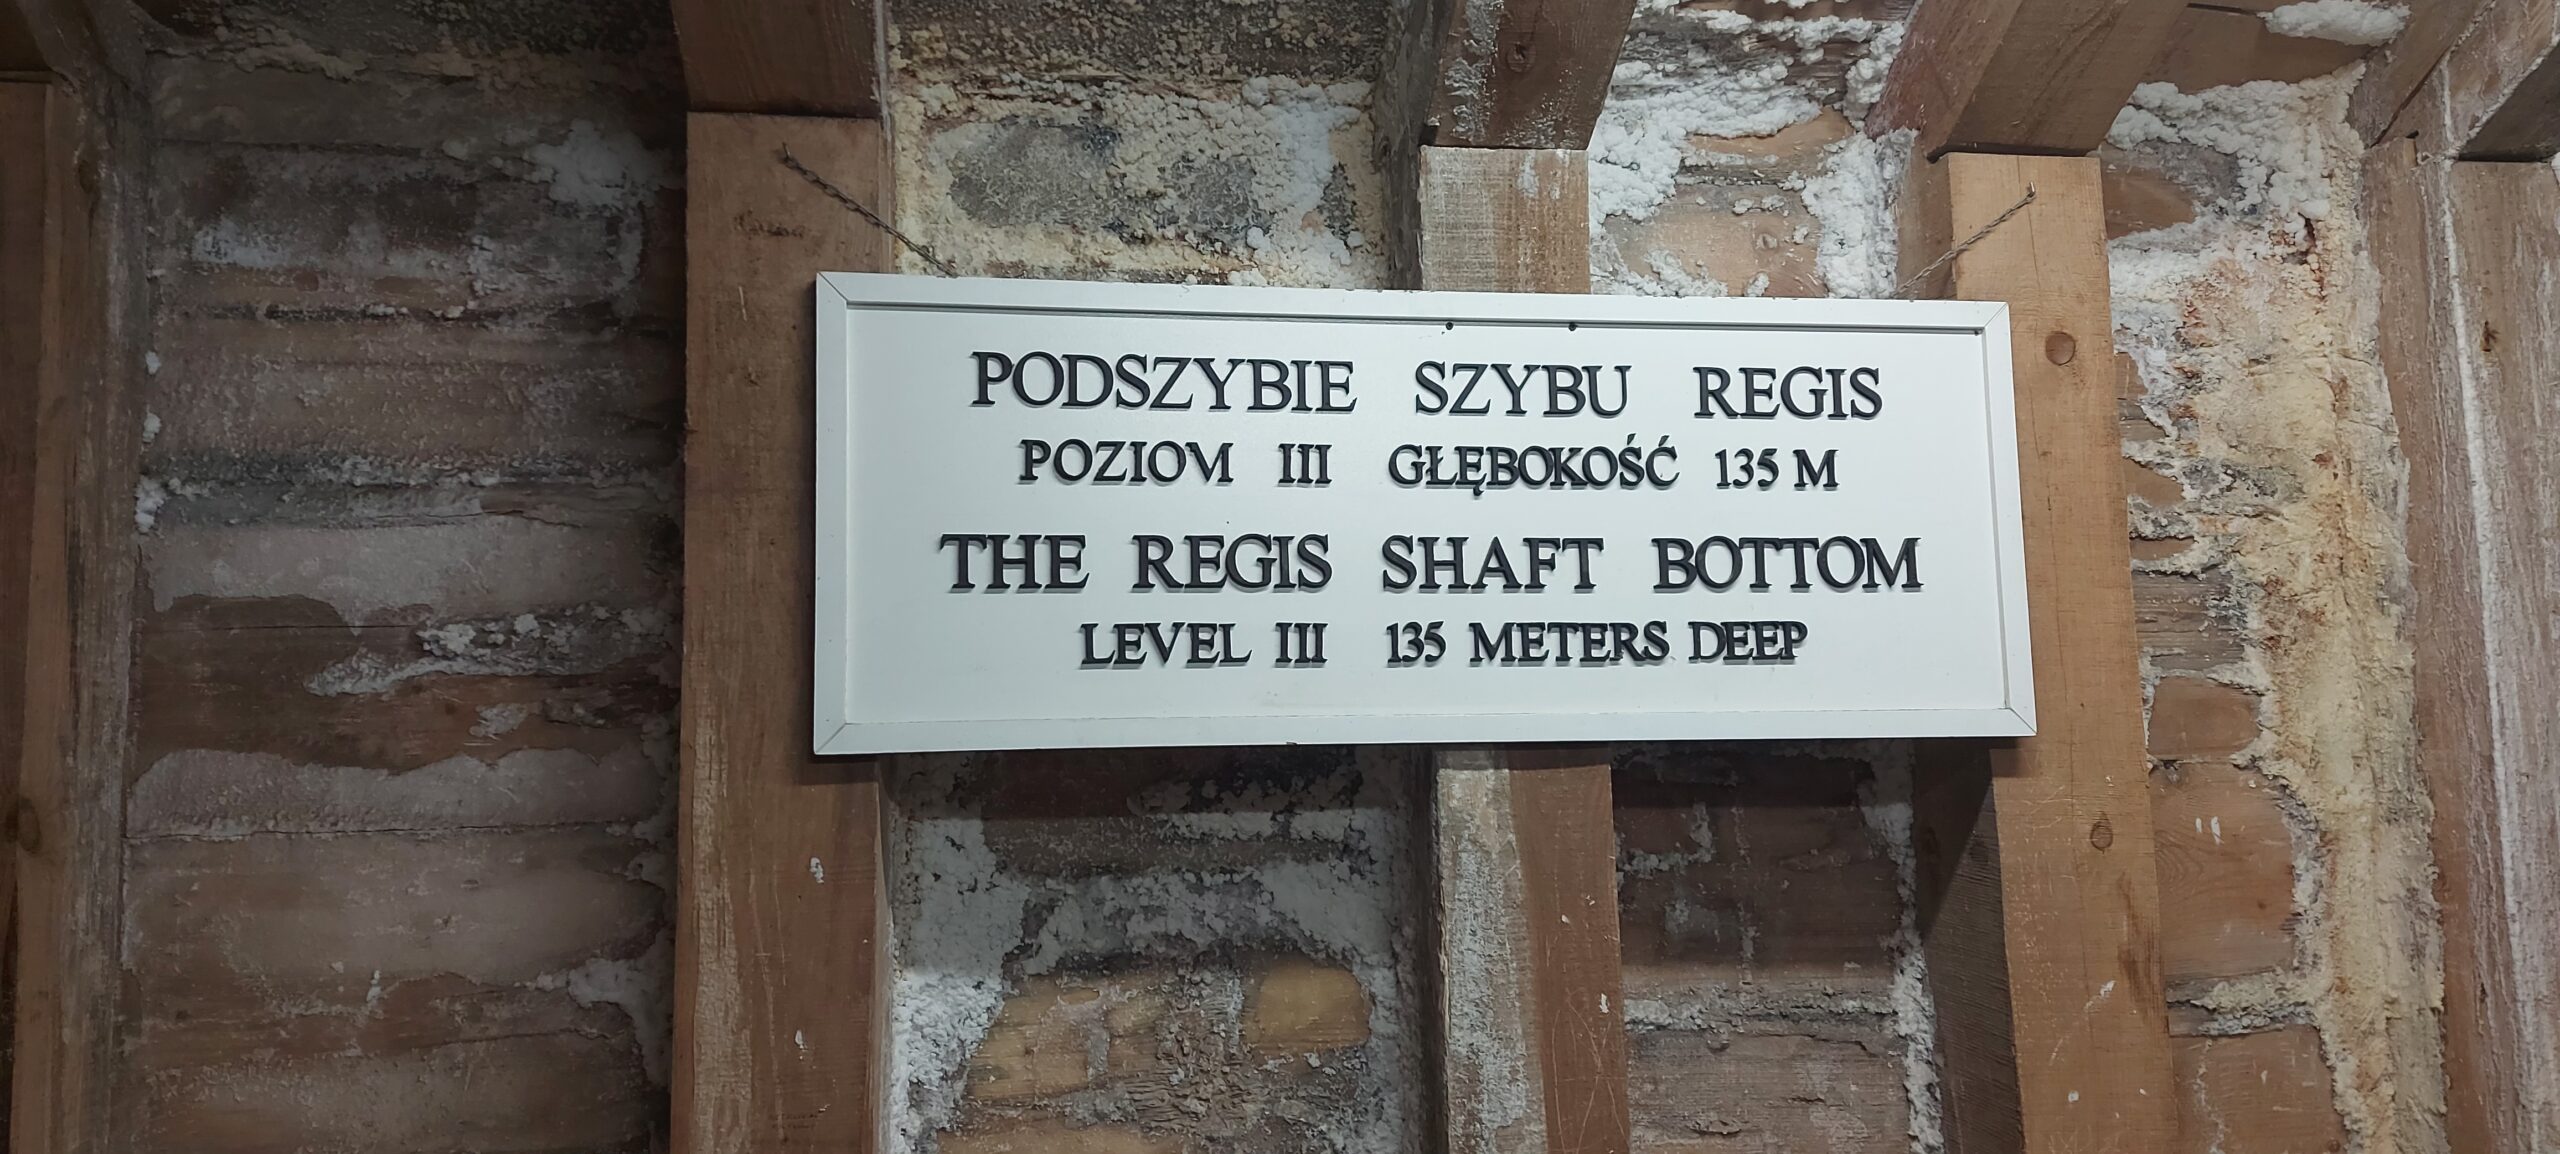 PODSZYBIE SZYBU REGIS
POZIOM III GŁĘBOKOŚĆ 135 M
THE REGIS SHAFT BOTTOM
LEVEL III 135 METERS DEEP